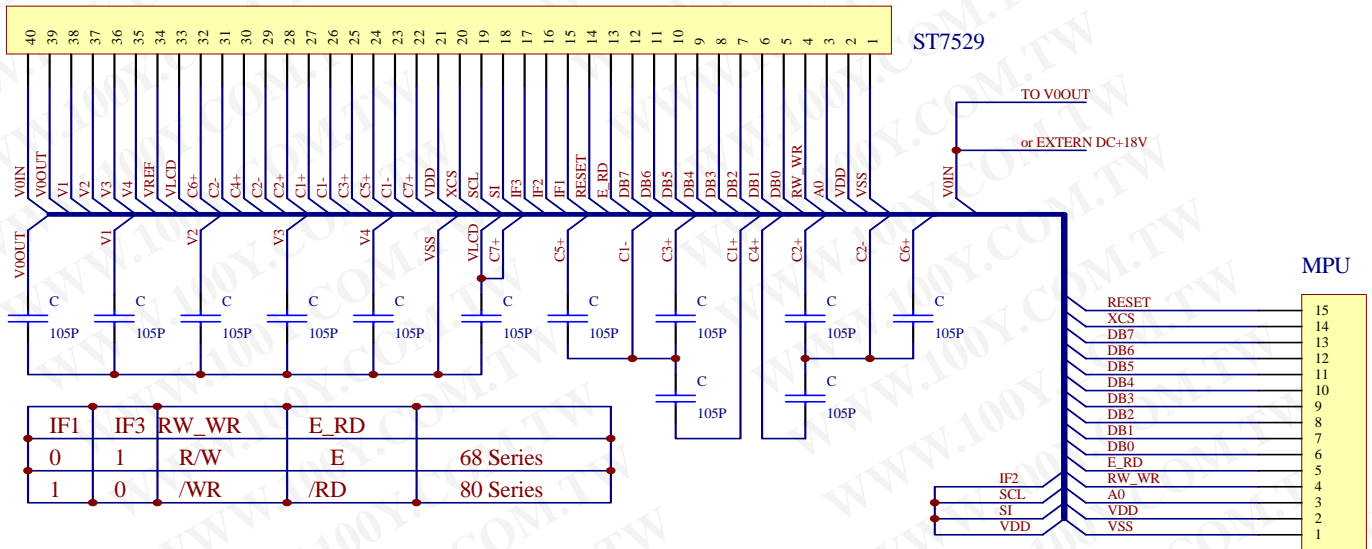 40 39 38 37 36 35 34 33 32 31 30 29 28 27 26 25 24 23 22 21 20 19 18 17 16 15 14 13 12 11 10 9 8 7 6 5 4 3 2 1
ST7529
V0IN V0OUT V1 V2 V3 V4 VREF VLCD C6+ C2- C4+ C2- C2+ C1+ C1- C3+ C5+ C1- C7+ VDD XCS SCL SI IF3 IF2 IF1 RESET E_RD DB7 DB6 DB5 DB4 DB3 DB2 DB1 DB0 RW_WR A0 VDD VSS
TO V0OUT
or EXTERN DC+18V
V0IN
V0OUT V1 V2 V3 V4 VSS VLCD C7+ C5+ C1- C3+ C1+ C4+ C2+ C2- C6+
C C C C C C C C C C
105P 105P 105P 105P 105P 105P 105P 105P 105P 105P
C C
105P 105P
IF1 IF3 RW_WR E_RD
0 1 R/W E 68 Series
1 0 /WR /RD 80 Series
MPU
RESET 15
XCS 14
DB7 13
DB6 12
DB5 11
DB4 10
DB3 9
DB2 8
DB1 7
DB0 6
E_RD 5
IF2 RW_WR 4
SCL A0 3
SI VDD 2
VDD VSS 1
WWW.100Y.COM.TW